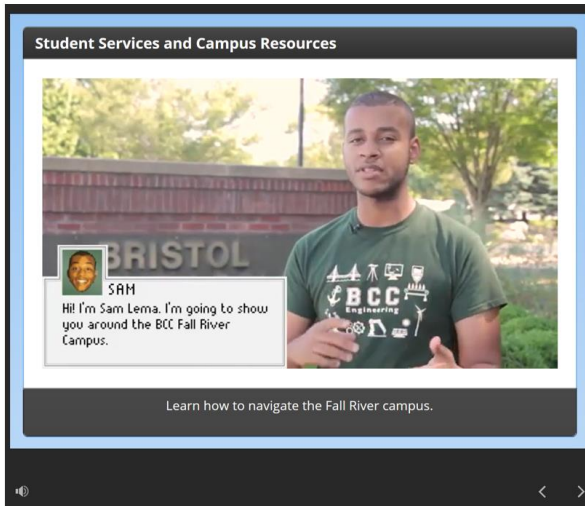 Student Services and Campus Resources
BRISTOL
SAM
Hi! I'm Sam Lema. I'm going to show
you around the BCC Fall River
Campus.
BCC
Engineering
Learn how to navigate the Fall River campus.